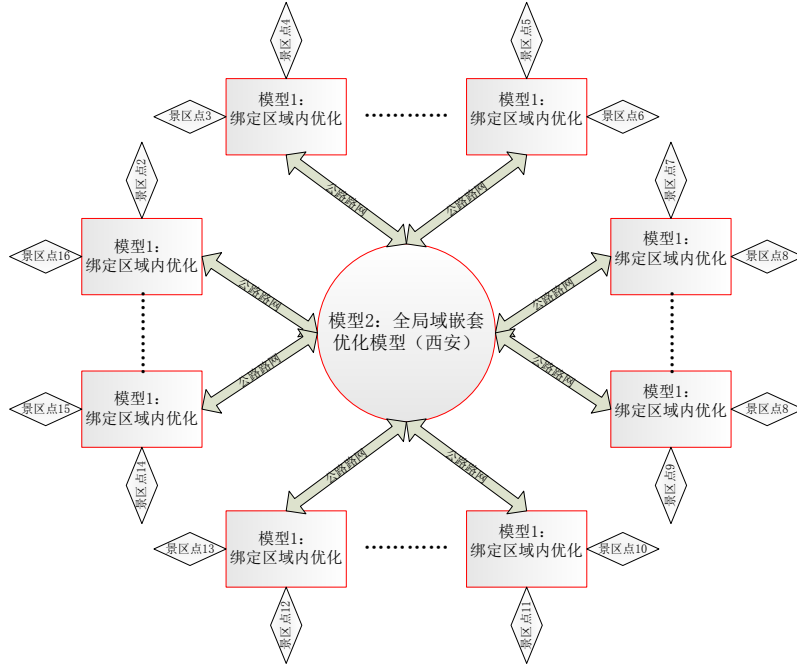 景区点4
景区点5
模型1:
绑定区域内优化
…………
模型1:
绑定区域内优化
景区点3
景区点6
景区点2
景区点7
公路路网
公路路网
模型1:
绑定区域内优化
模型1:
绑定区域内优化
景区点16
景区点8
公路路网
公路路网
模型2: 全局域嵌套
优化模型（西安）
公路路网
公路路网
模型1:
绑定区域内优化
模型1:
绑定区域内优化
景区点15
景区点8
景区点14
景区点9
公路路网
公路路网
模型1:
绑定区域内优化
…………
模型1:
绑定区域内优化
景区点13
景区点10
景区点12
景区点11